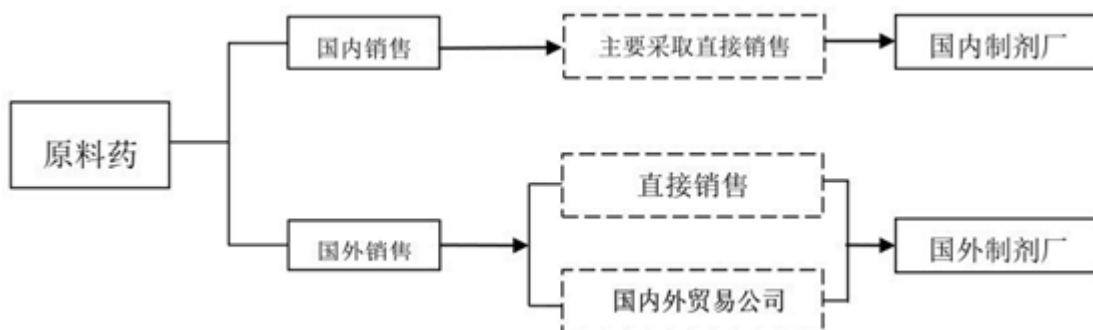 国内销售
主要采取直接销售
国内制剂厂
原料药
直接销售
国外销售
国外制剂厂
国内外贸易公司